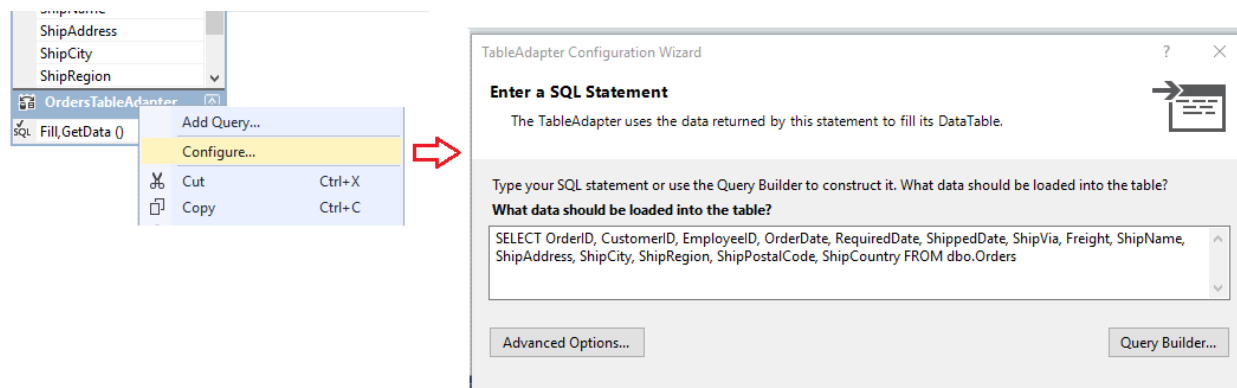 ShipName
ShipAddress
ShipCity
ShipRegion
OrdersTableAdapter
SQL Fill,GetData ()
Add Query...
Configure...
Cut Ctrl+X
Copy Ctrl+C
TableAdapter Configuration Wizard ?
Enter a SQL Statement
The TableAdapter uses the data returned by this statement to fill its DataTable.
Type your SQL statement or use the Query Builder to construct it. What data should be loaded into the table?
What data should be loaded into the table?
SELECT OrderID, CustomerID, EmployeeID, OrderDate, RequiredDate, ShippedDate, ShipVia, Freight, ShipName,
ShipAddress, ShipCity, ShipRegion, ShipPostalCode, ShipCountry FROM dbo.Orders
Advanced Options... Query Builder...